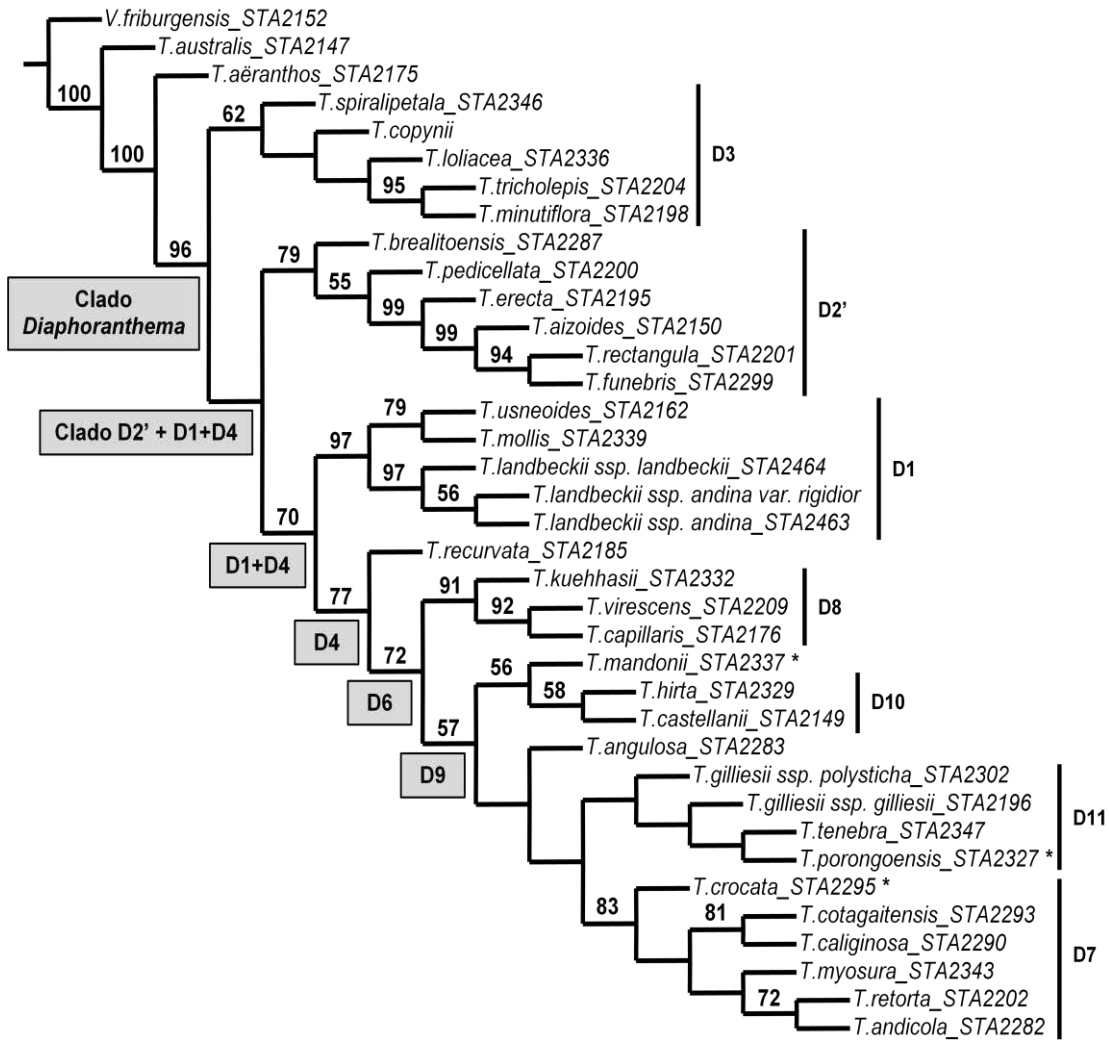 V.friburgensis_STA2152
T.australis_STA2147
100
T.aëranthos_STA2175
100
T.spiralipetala_STA2346
62
T.copynii
T.loliacea_STA2336
D3
95
T.tricholepis_STA2204
T.minutiflora_STA2198
96
Clado
Diaphoranthema
79
T.brealitoensis_STA2287
55
T.pedicellata_STA2200
99
T.erecta_STA2195
D2’
99
T.aizoides_STA2150
94
T.rectangula_STA2201
T.funebris_STA2299
Clado D2’ + D1+D4
79
T.usneoides_STA2162
97
T.mollis_STA2339
97
T.landbeckii ssp. landbeckii_STA2464
D1
56
T.landbeckii ssp. andina var. rigidior
T.landbeckii ssp. andina_STA2463
70
D1+D4
T.recurvata_STA2185
77
D4
91
T.kuehhasii_STA2332
92
T.virescens_STA2209
D8
T.capillaris_STA2176
72
D6
56
T.mandonii_STA2337 *
58
T.hirta_STA2329
D10
T.castellanii_STA2149
57
D9
T.angulosa_STA2283
T.gilliesii ssp. polysticha_STA2302
T.gilliesii ssp. gilliesii_STA2196
D11
T.tenebra_STA2347
T.porongoensis_STA2327 *
83
T.crocata_STA2295 *
81
T.cotagaitensis_STA2293
T.caliginosa_STA2290
D7
T.myosura_STA2343
72
T.retorta_STA2202
T.andicola_STA2282